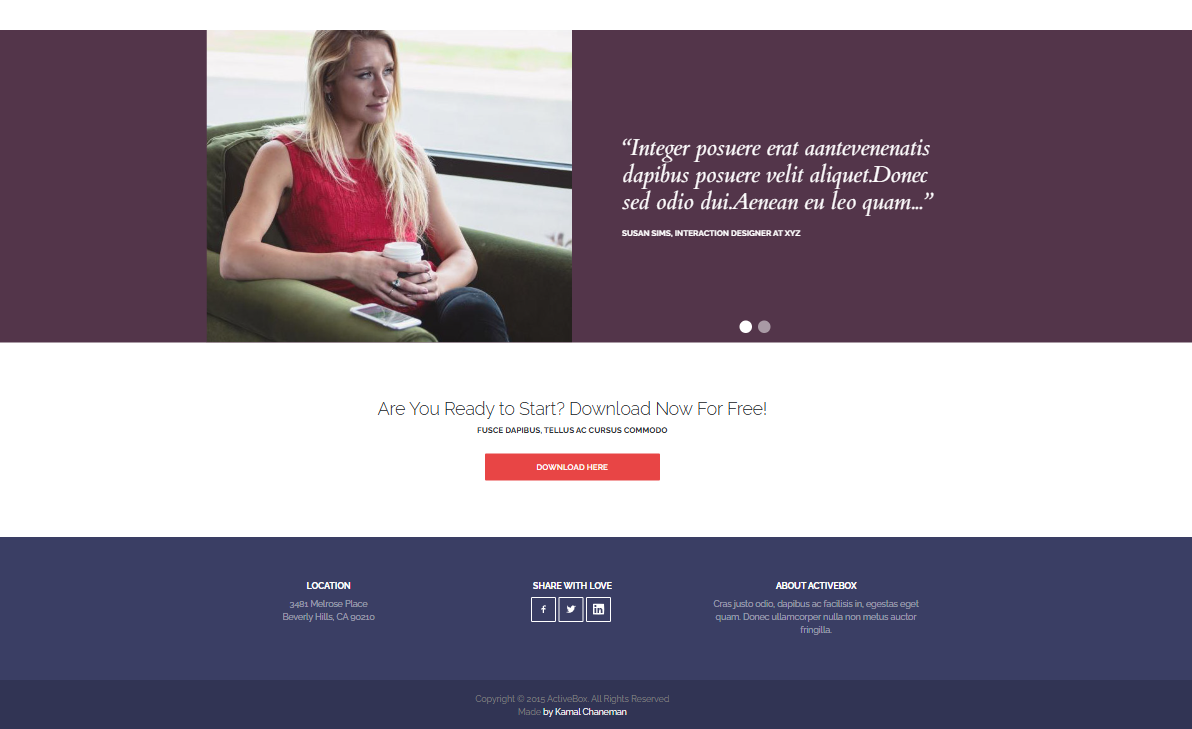 “Integer posuere erat aantevenenatis
dapibus posuere velit aliquet.Donec
sed odio dui.Aenean eu leo quam...”
SUSAN SIMS, INTERACTION DESIGNER AT XYZ
Are You Ready to Start? Download Now For Free!
FUSCE DAPIBUS, TELLUS AC CURSUS COMMODO
DOWNLOAD HERE
LOCATION
3481 Melrose Place
Beverly Hills, CA 90210
SHARE WITH LOVE
f
in
ABOUT ACTIVEBOX
Cras justo odio, dapibus ac facilisis in, egestas eget
quam. Donec ullamcorper nulla non metus auctor
fringilla.
Copyright © 2015 ActiveBox. All Rights Reserved
Made by Kamal Chaneman